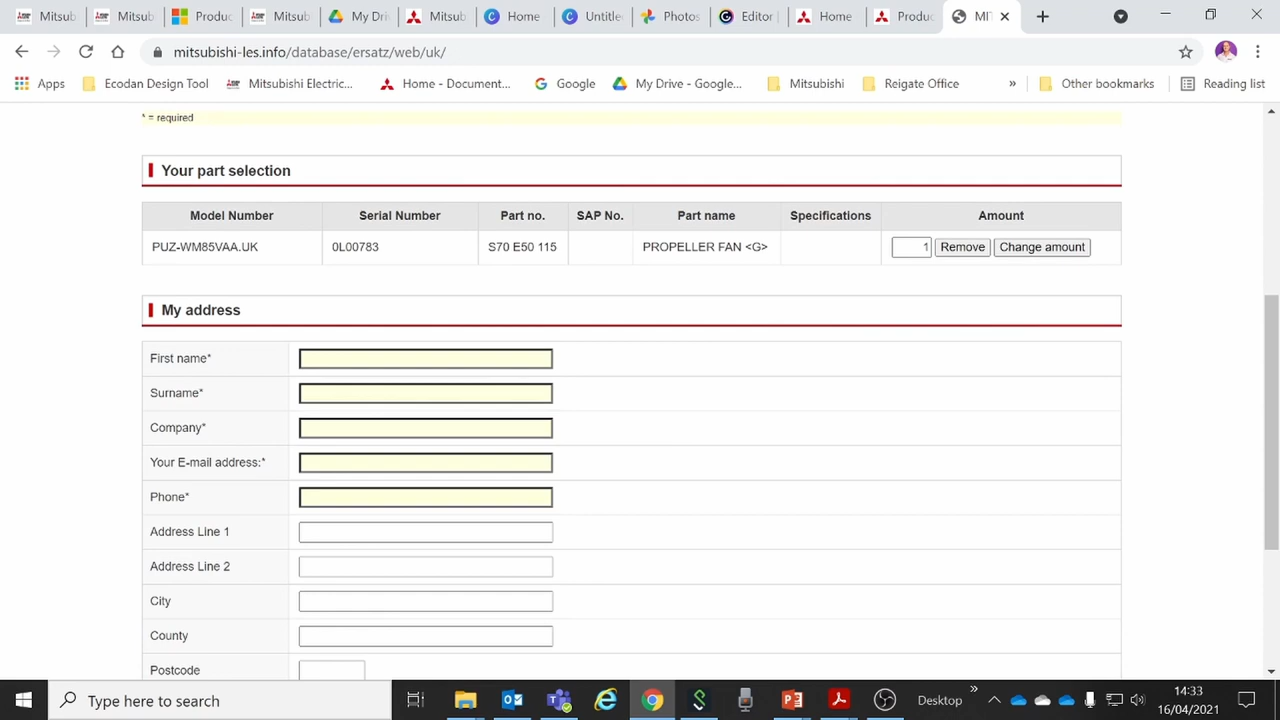 Mitsub Mitsub Produc Mitsub My Dri Mitab Home Untitle Photos Editor Home Produc MIT
mitsubishi-les.info/database/ersatz/web/uk/
Apps Ecodan Design Tool Mitsubishi Electric... Home - Document... Google My Drive - Google... Mitsubishi Reigate Office » Other bookmarks Reading list
* = required
Your part selection
Model Number Serial Number Part no. SAP No. Part name Specifications Amount
PUZ-WM85VAA.UK 0L00783 S70 E50 115 PROPELLER FAN <G> 1 Remove Change amount
My address
First name*
Surname*
Company*
Your E-mail address:*
Phone*
Address Line 1
Address Line 2
City
County
Postcode
Type here to search Desktop » 14:33
16/04/2021